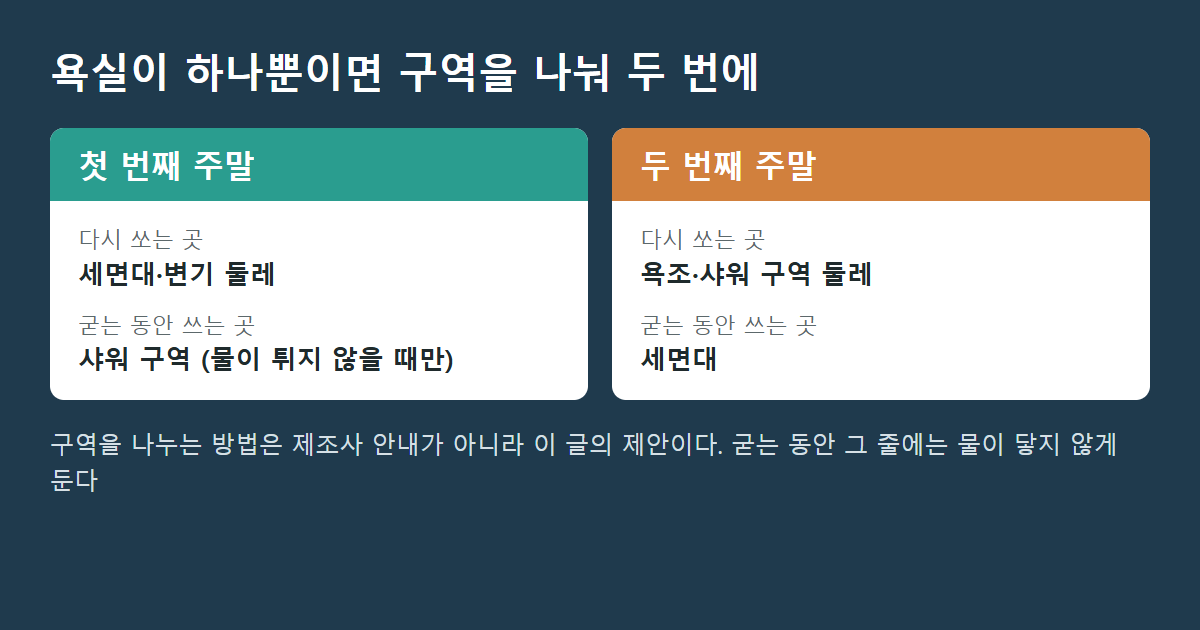 욕실이 하나뿐이면 구역을 나눠 두 번에
첫 번째 주말
다시 쏘는 곳
세면대·변기 둘레
굳는 동안 쓰는 곳
샤워 구역 (물이 튀지 않을 때만)
두 번째 주말
다시 쏘는 곳
욕조·샤워 구역 둘레
굳는 동안 쓰는 곳
세면대
구역을 나누는 방법은 제조사 안내가 아니라 이 글의 제안이다. 굳는 동안 그 줄에는 물이 닿지 않게
둔다